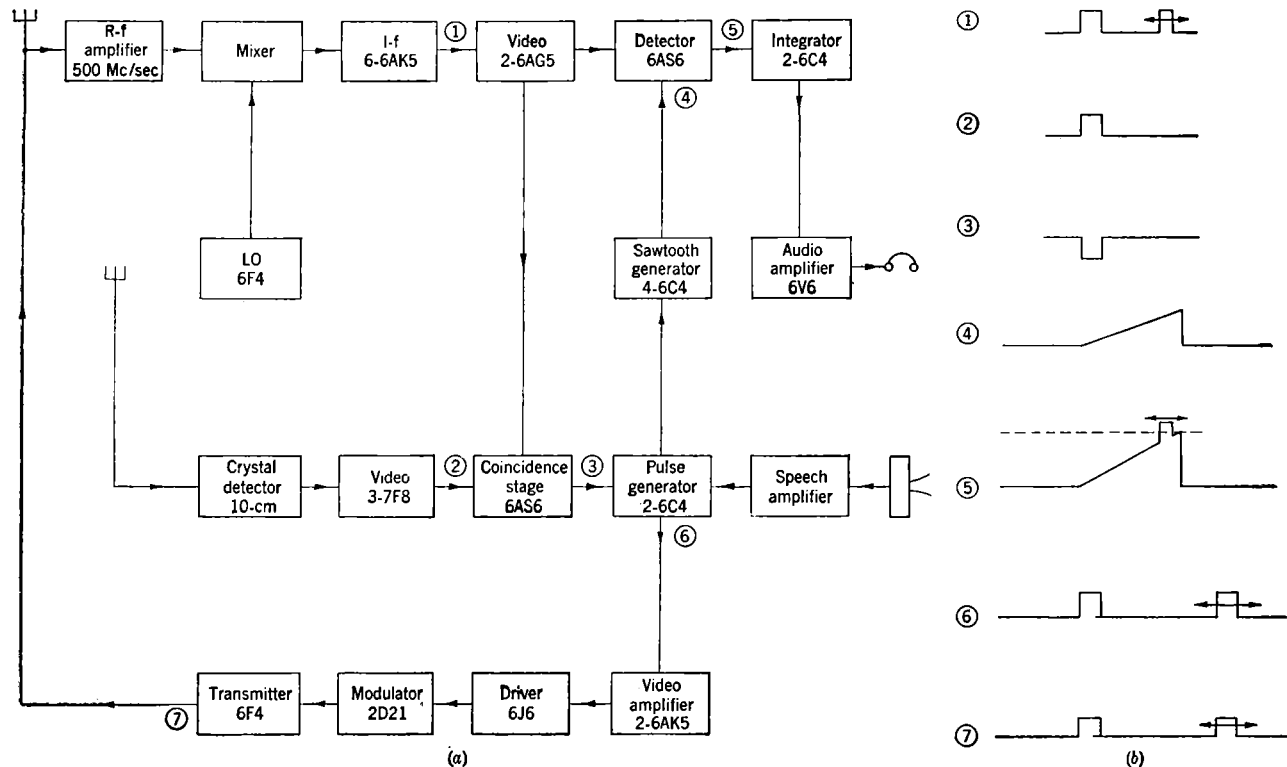 R-f
amplifier
500 Mc/sec
Mixer
I-f
6-6AK5
①
Video
2-6AG5
Detector
6AS6
⑤
Integrator
2-6C4
④
LO
6F4
Sawtooth
generator
4-6C4
Audio
amplifier
6V6
Crystal
detector
10-cm
Video
3-7F8
②
Coincidence
stage
6AS6
③
Pulse
generator
2-6C4
Speech
amplifier
⑥
Transmitter
6F4
Modulator
2D21
Driver
6J6
Video
amplifier
2-6AK5
⑦
(a)
①
②
③
④
⑤
⑥
⑦
(b)